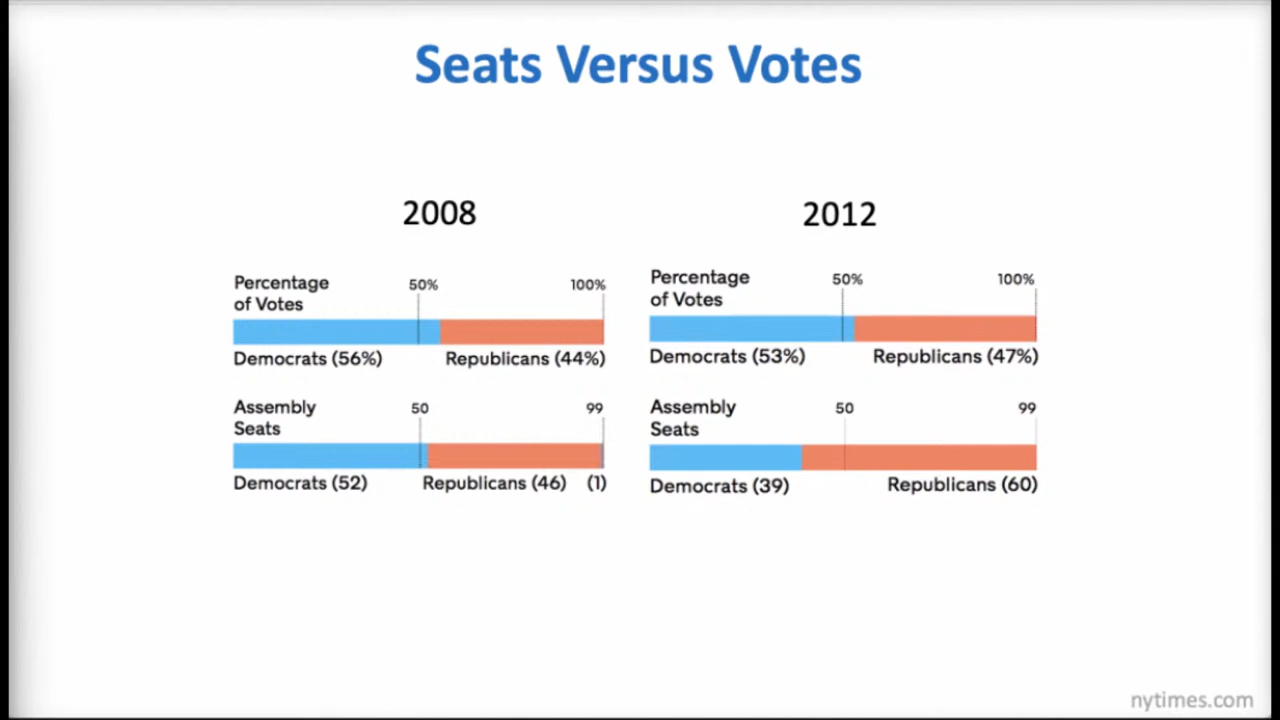 Seats Versus Votes
2008
Percentage
of Votes
50%
100%
Democrats (56%)
Republicans (44%)
Assembly
Seats
50
99
Democrats (52)
Republicans (46)
(1)
2012
Percentage
of Votes
50%
100%
Democrats (53%)
Republicans (47%)
Assembly
Seats
50
99
Democrats (39)
Republicans (60)
nytimes.com